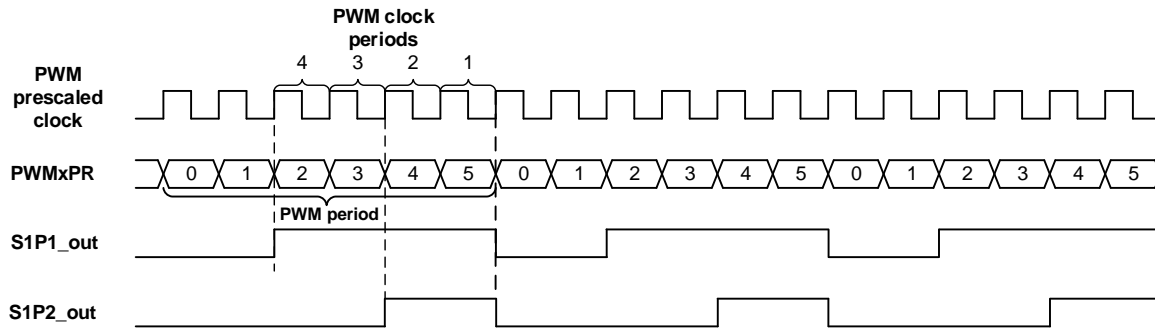 PWM clock
periods
4 3 2 1
PWM
prescaled
clock
PWMxPR 0 1 2 3 4 5 0 1 2 3 4 5 0 1 2 3 4 5
PWM period
S1P1_out
S1P2_out